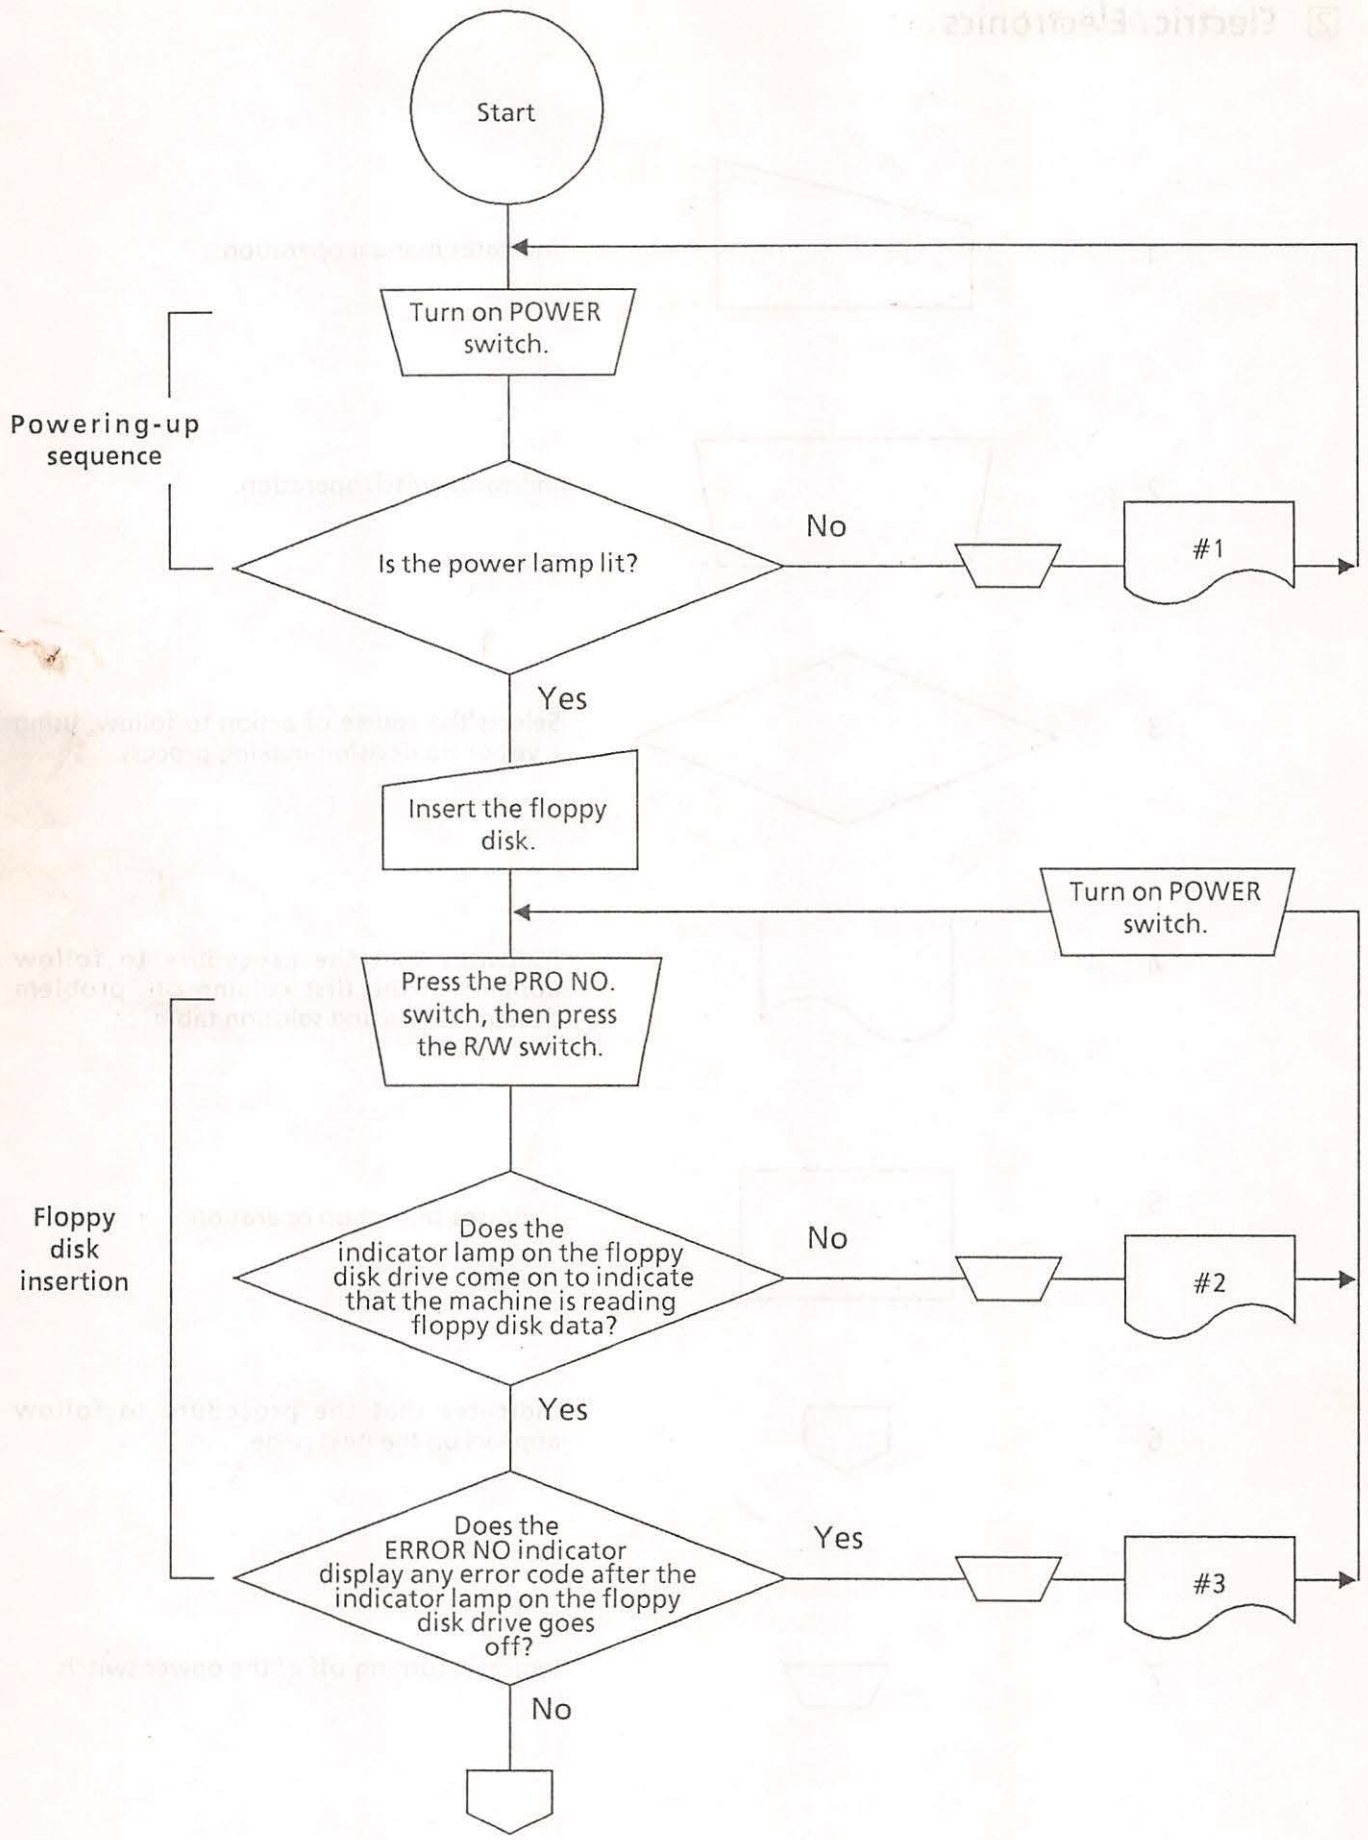 Start
Turn on POWER
switch.
Powering-up
sequence
Is the power lamp lit?
No
#1
Yes
Insert the floppy
disk.
Turn on POWER
switch.
Press the PRO NO.
switch, then press
the R/W switch.
Floppy
disk
insertion
Does the
indicator lamp on the floppy
disk drive come on to indicate
that the machine is reading
floppy disk data?
No
#2
Yes
Does the
ERROR NO indicator
display any error code after the
indicator lamp on the floppy
disk drive goes
off?
Yes
#3
No